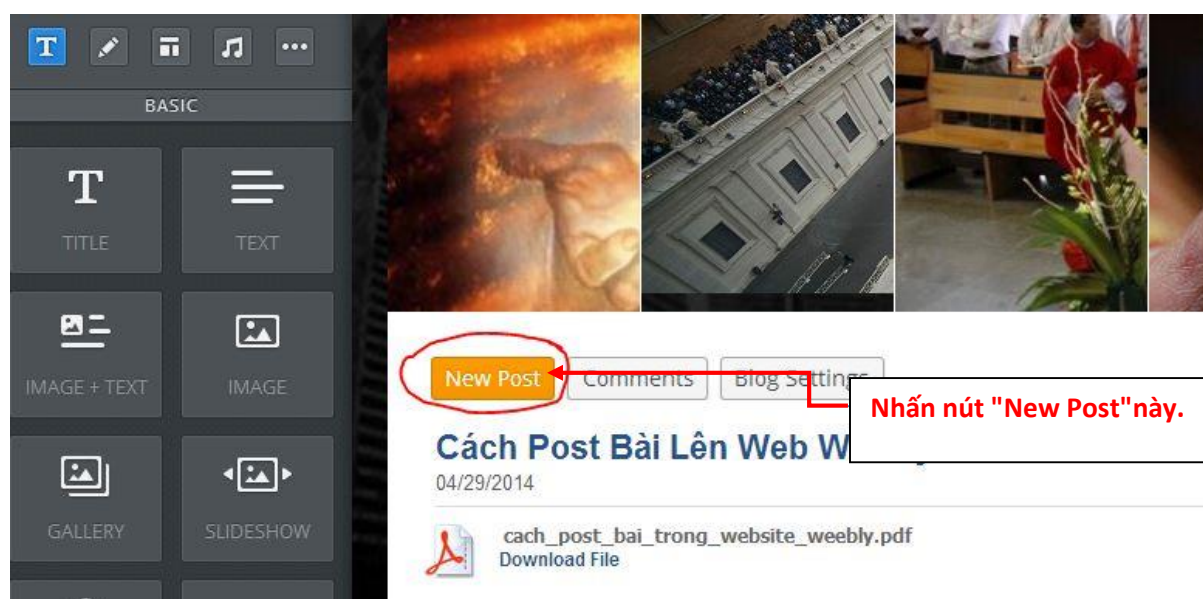 T
BASIC
T
TITLE
TEXT
IMAGE + TEXT
IMAGE
GALLERY
SLIDESHOW
New Post
Comments
Blog Settings
Nhấn nút "New Post"này.
Cách Post Bài Lên Web W
04/29/2014
cach_post_bai_trong_website_weebly.pdf
Download File